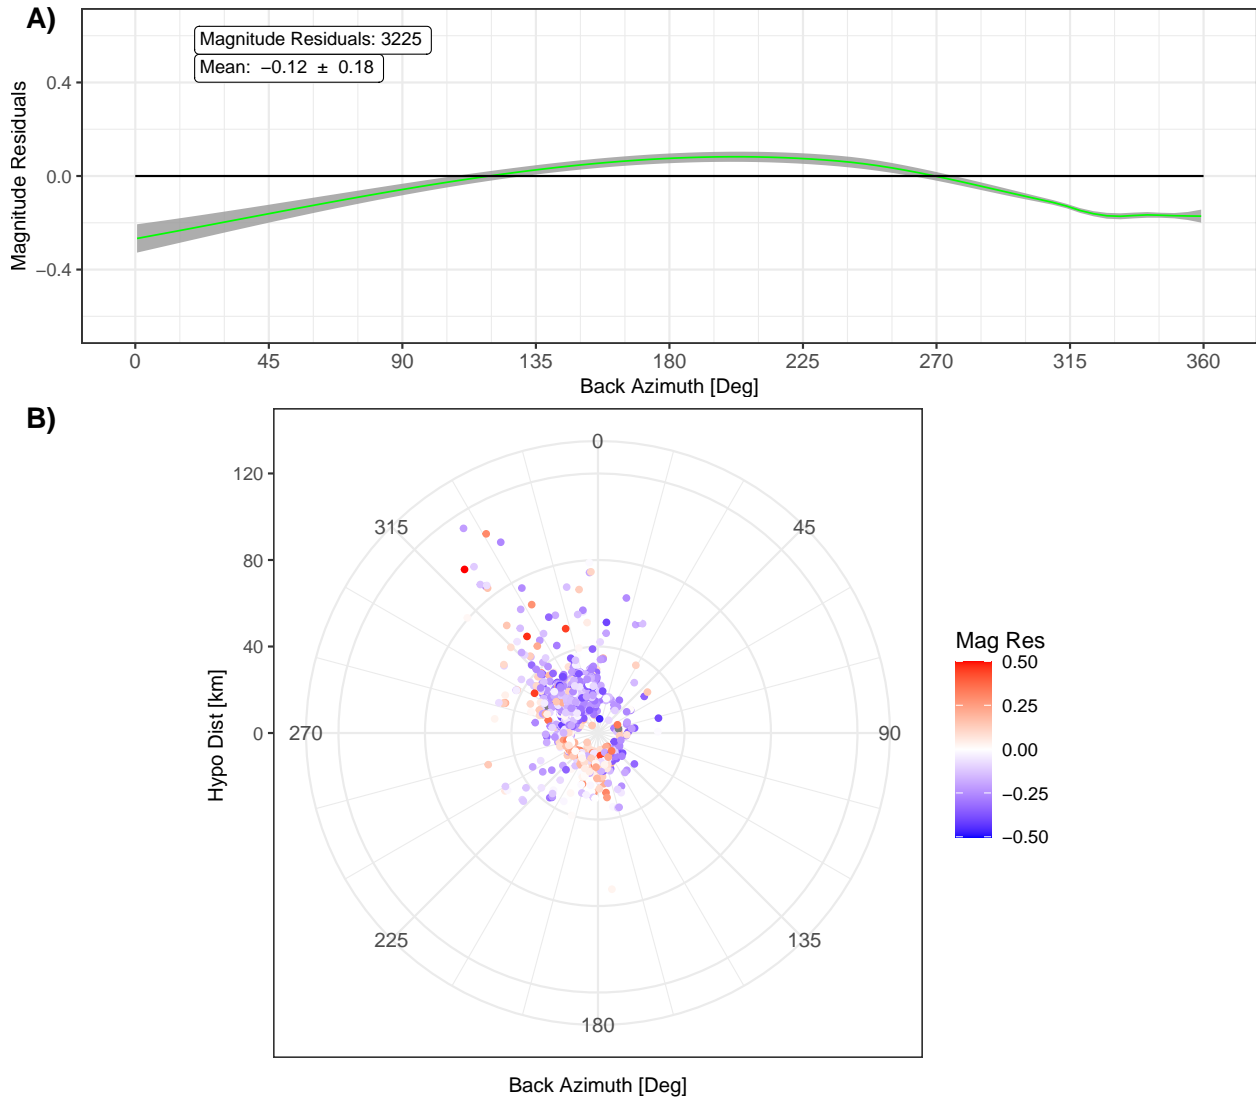 A)
Magnitude Residuals: 3225
Mean: −0.12 ± 0.18
Magnitude Residuals
0.4
0.0
−0.4
0 45 90 135 180 225 270 315 360
Back Azimuth [Deg]
B)
Hypo Dist [km]
120
80
40
0
0
45
90
135
180
225
270
315
Back Azimuth [Deg]
Mag Res
0.50
0.25
0.00
−0.25
−0.50